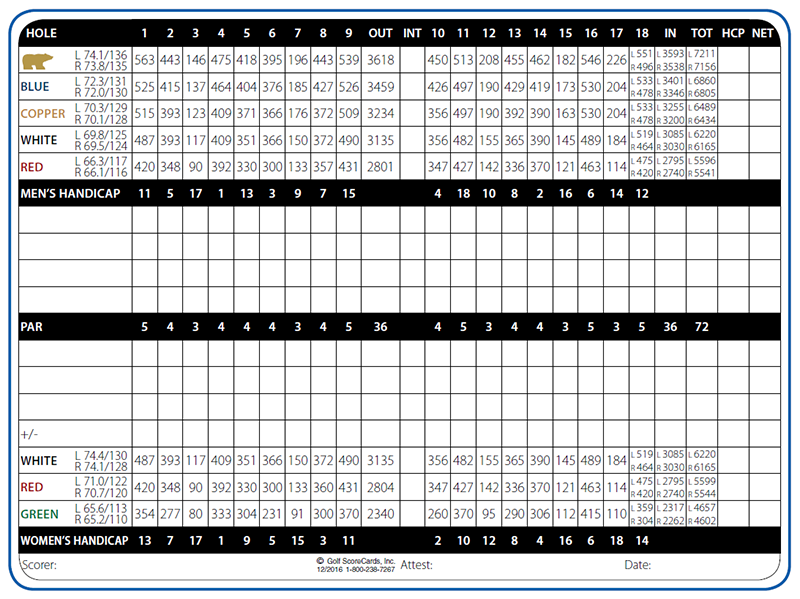 HOLE 1 2 3 4 5 6 7 8 9 OUT INT 10 11 12 13 14 15 16 17 18 IN TOT HCP NET
L 74.1/136 R 73.8/135 563 443 146 475 418 395 196 443 539 3618 450 513 208 455 462 182 546 226 L 551 R 496 L 3593 R 3538 L 7211 R 7156
BLUE L 72.3/131 R 72.0/130 525 415 137 464 404 376 185 427 526 3459 426 497 190 429 419 173 530 204 L 533 R 478 L 3401 R 3346 L 6860 R 6805
COPPER L 70.3/129 R 70.1/128 515 393 123 409 371 366 176 372 509 3234 356 497 190 392 390 163 530 204 L 533 R 478 L 3255 R 3200 L 6489 R 6434
WHITE L 69.8/125 R 69.5/124 487 393 117 409 351 366 150 372 490 3135 356 482 155 365 390 145 489 184 L 519 R 464 L 3085 R 3030 L 6220 R 6165
RED L 66.3/117 R 66.1/116 420 348 90 392 330 300 133 357 431 2801 347 427 142 336 370 121 463 114 L 475 R 420 L 2795 R 2740 L 5596 R 5541
MEN'S HANDICAP 11 5 17 1 13 3 9 7 15 4 18 10 8 2 16 6 14 12
PAR 5 4 3 4 4 4 3 4 5 36 4 5 3 4 4 3 5 3 5 36 72
+/-
WHITE L 74.4/130 R 74.1/128 487 393 117 409 351 366 150 372 490 3135 356 482 155 365 390 145 489 184 L 519 R 464 L 3085 R 3030 L 6220 R 6165
RED L 71.0/122 R 70.7/120 420 348 90 392 330 300 133 360 431 2804 347 427 142 336 370 121 463 114 L 475 R 420 L 2795 R 2740 L 5599 R 5544
GREEN L 65.6/113 R 65.2/110 354 277 80 333 304 231 91 300 370 2340 260 370 95 290 306 112 415 110 L 359 R 304 L 2317 R 2262 L 4657 R 4602
WOMEN'S HANDICAP 13 7 17 1 9 5 15 3 11 2 10 12 8 4 16 6 18 14
Scorer: © Golf ScoreCards, Inc. 12/2016 1-800-238-7267 Attest: Date: